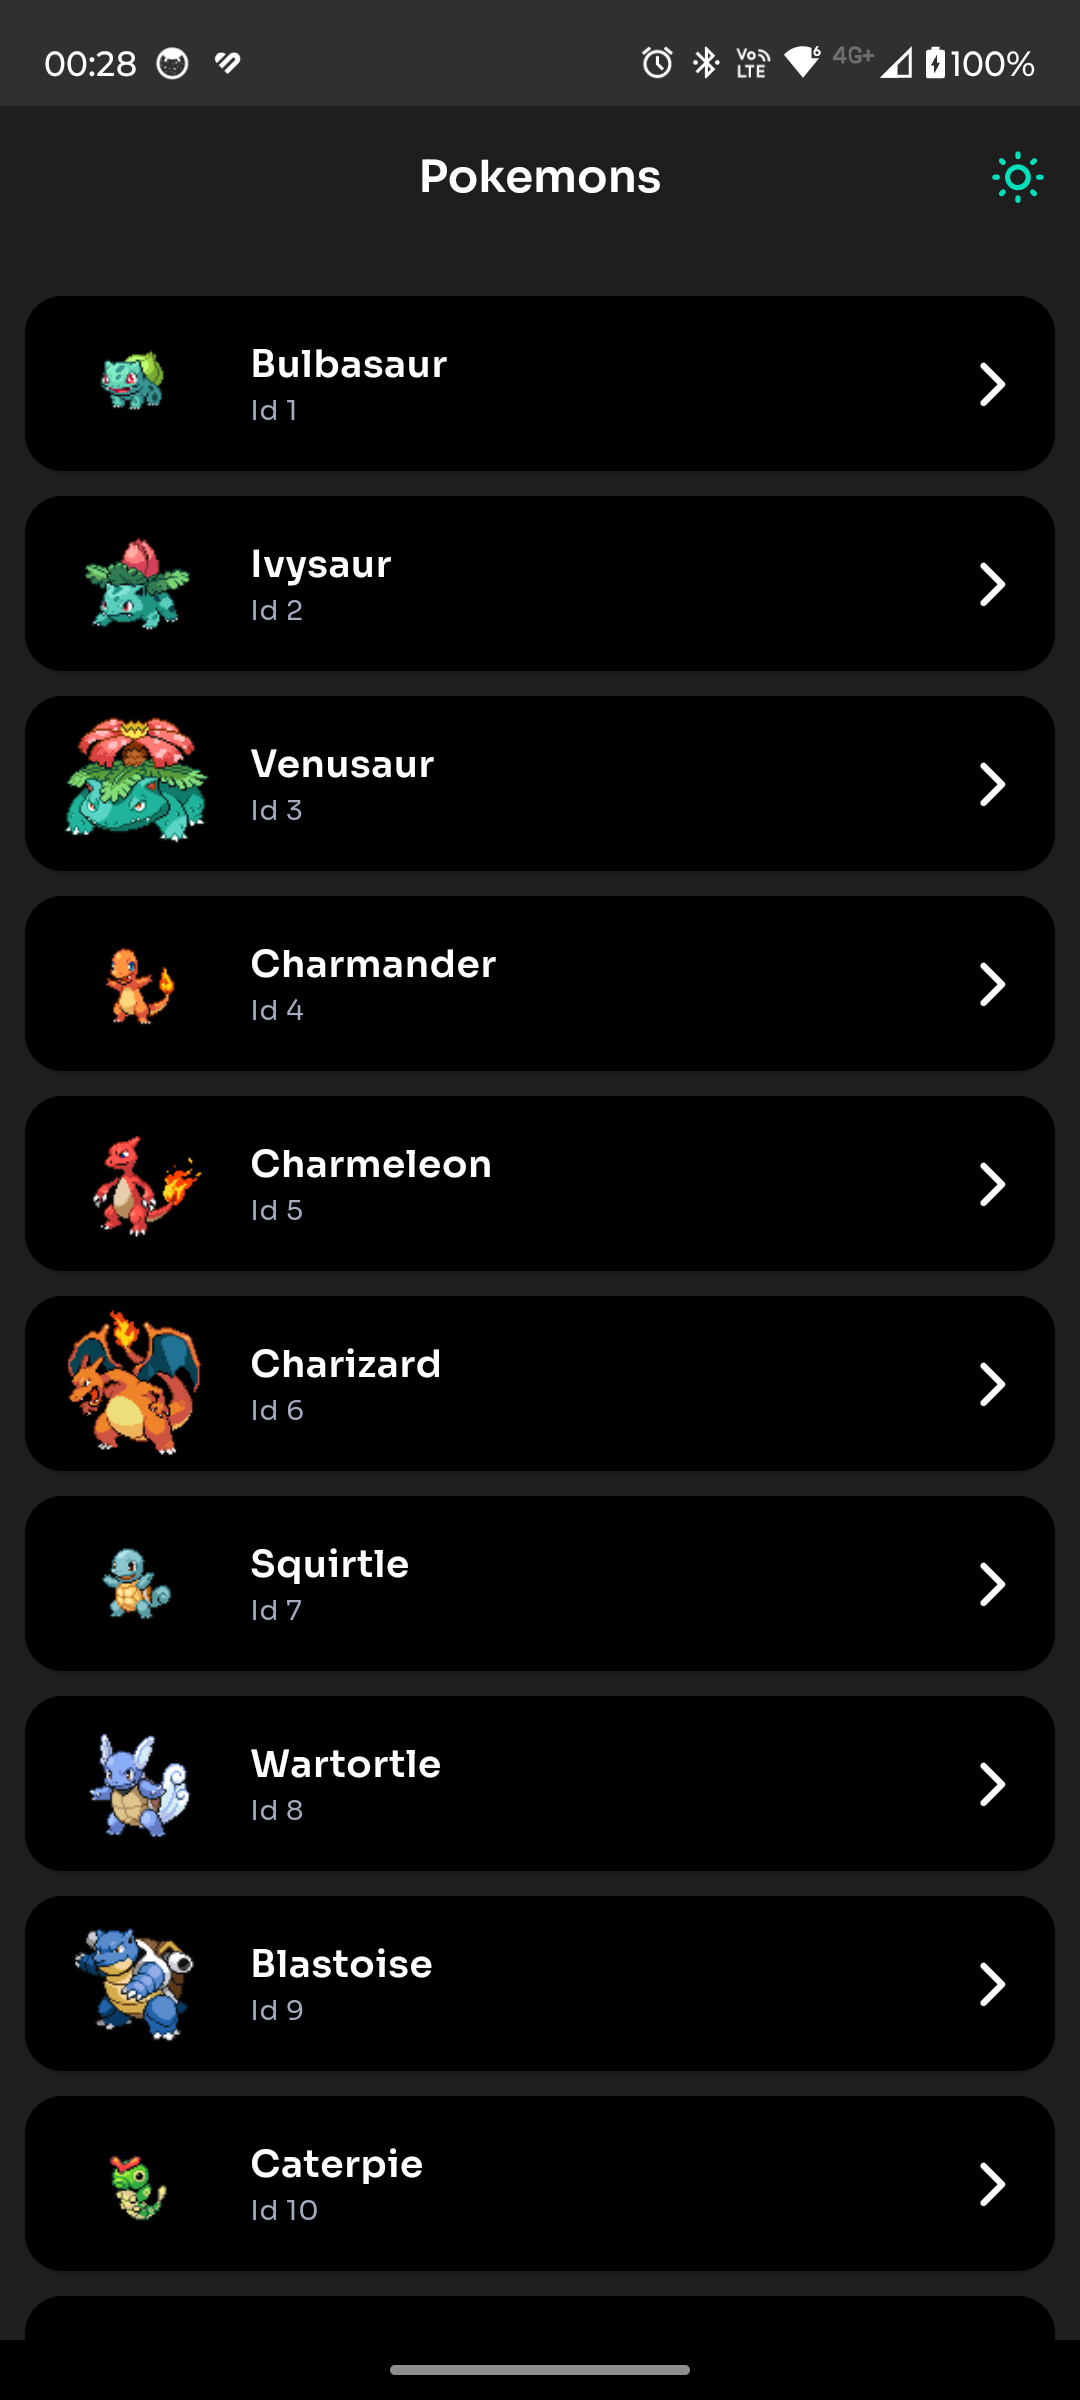 00:28 Vo LTE 6 4G+ 100%
Pokemons
Bulbasaur
Id 1
Ivysaur
Id 2
Venusaur
Id 3
Charmander
Id 4
Charmeleon
Id 5
Charizard
Id 6
Squirtle
Id 7
Wartortle
Id 8
Blastoise
Id 9
Caterpie
Id 10